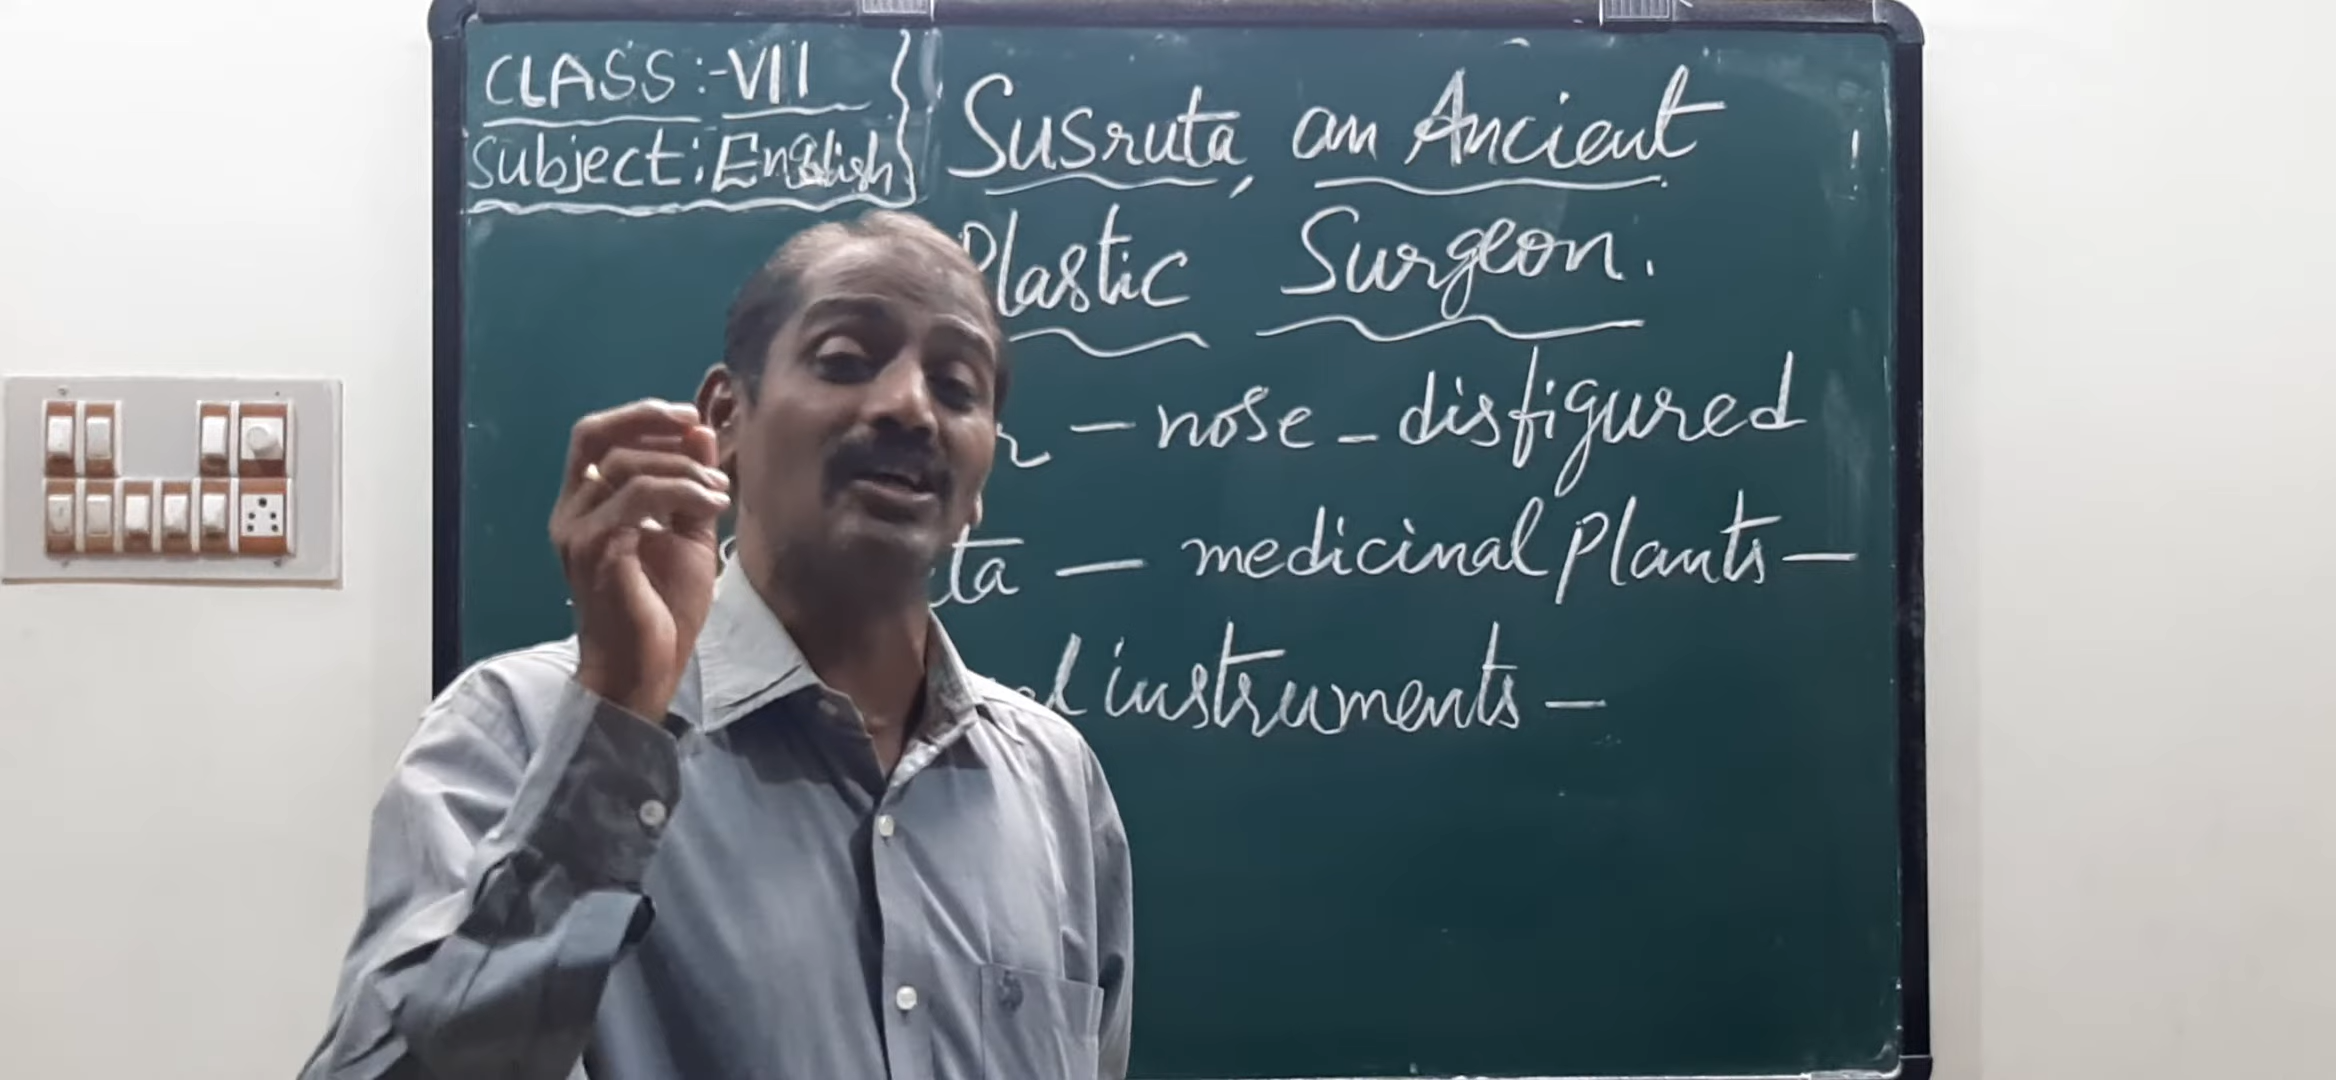 CLASS:-VII
Subject: English
Susruta, an Ancient
Plastic Surgeon.
- nose - disfigured
- medicinal plants -
instruments -